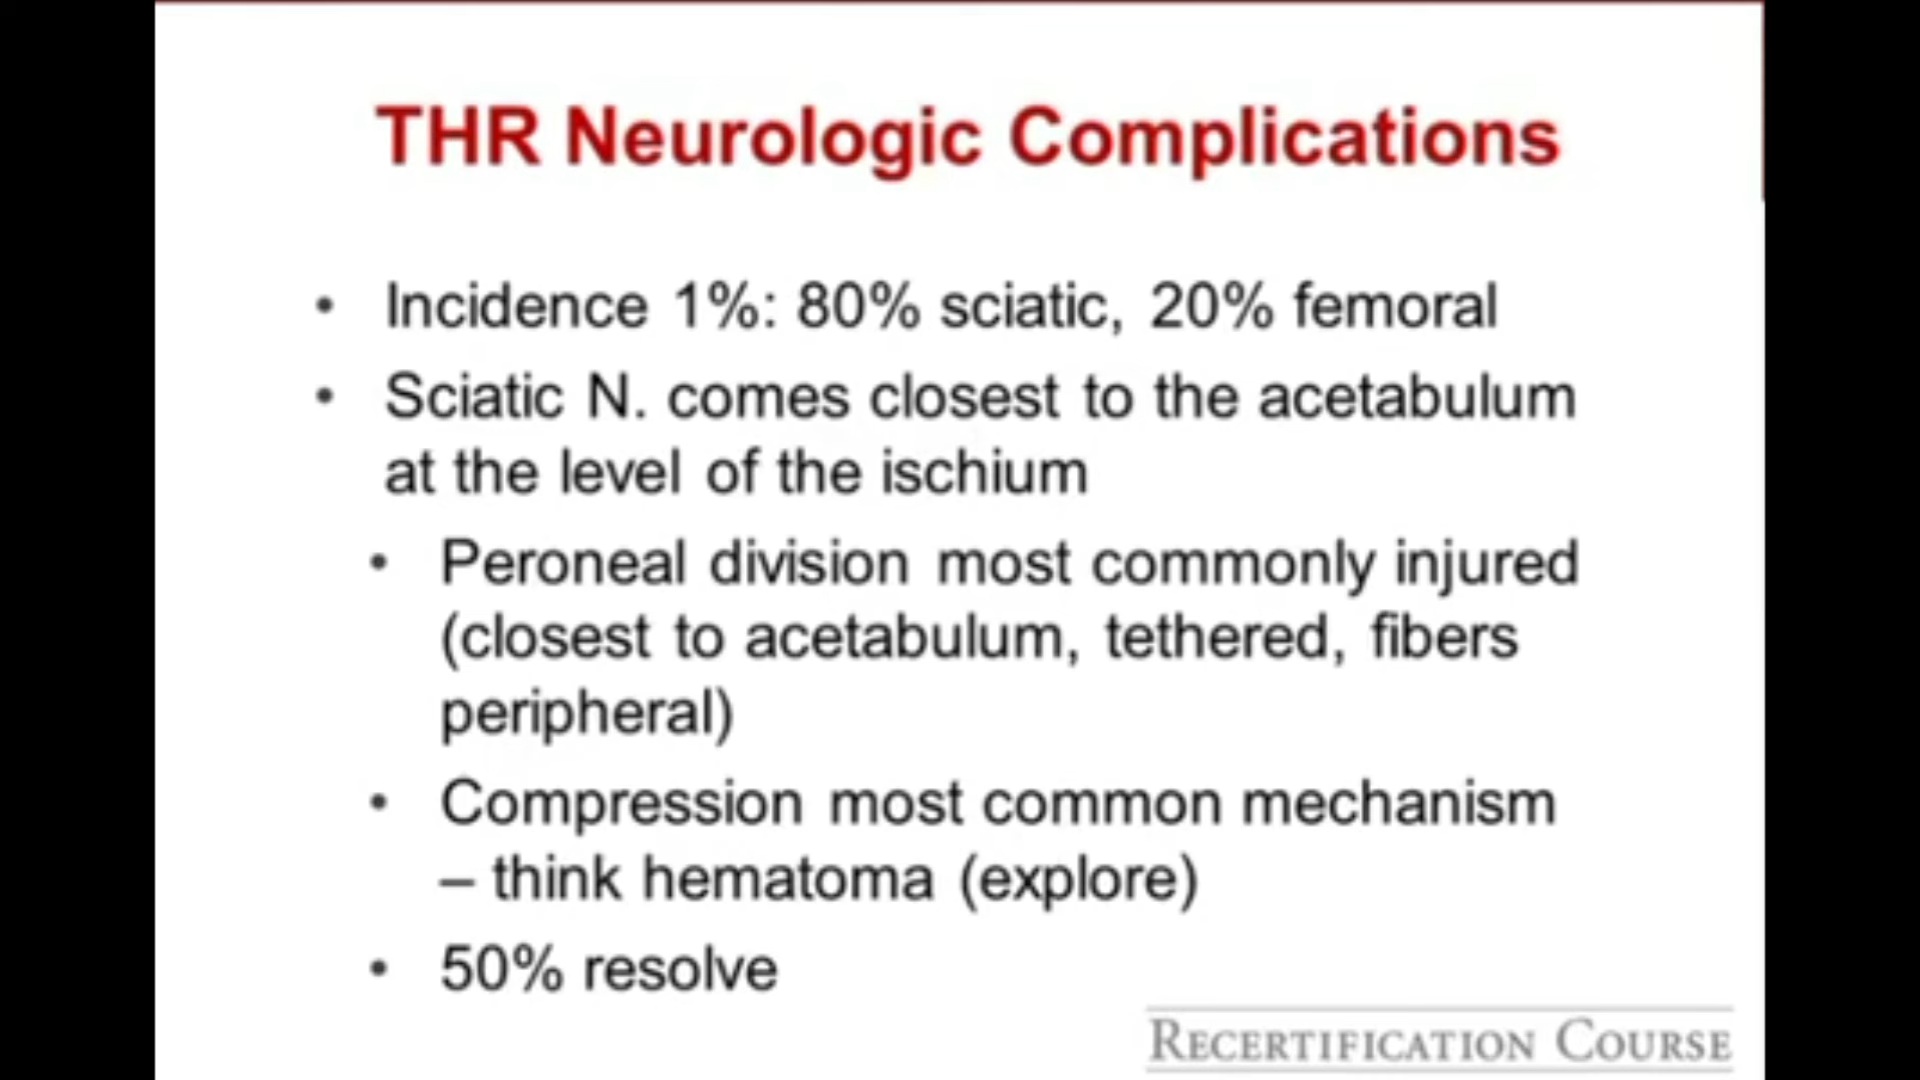 THR Neurologic Complications
• Incidence 1%: 80% sciatic, 20% femoral
• Sciatic N. comes closest to the acetabulum
at the level of the ischium
• Peroneal division most commonly injured
(closest to acetabulum, tethered, fibers
peripheral)
• Compression most common mechanism
– think hematoma (explore)
• 50% resolve
RECERTIFICATION COURSE